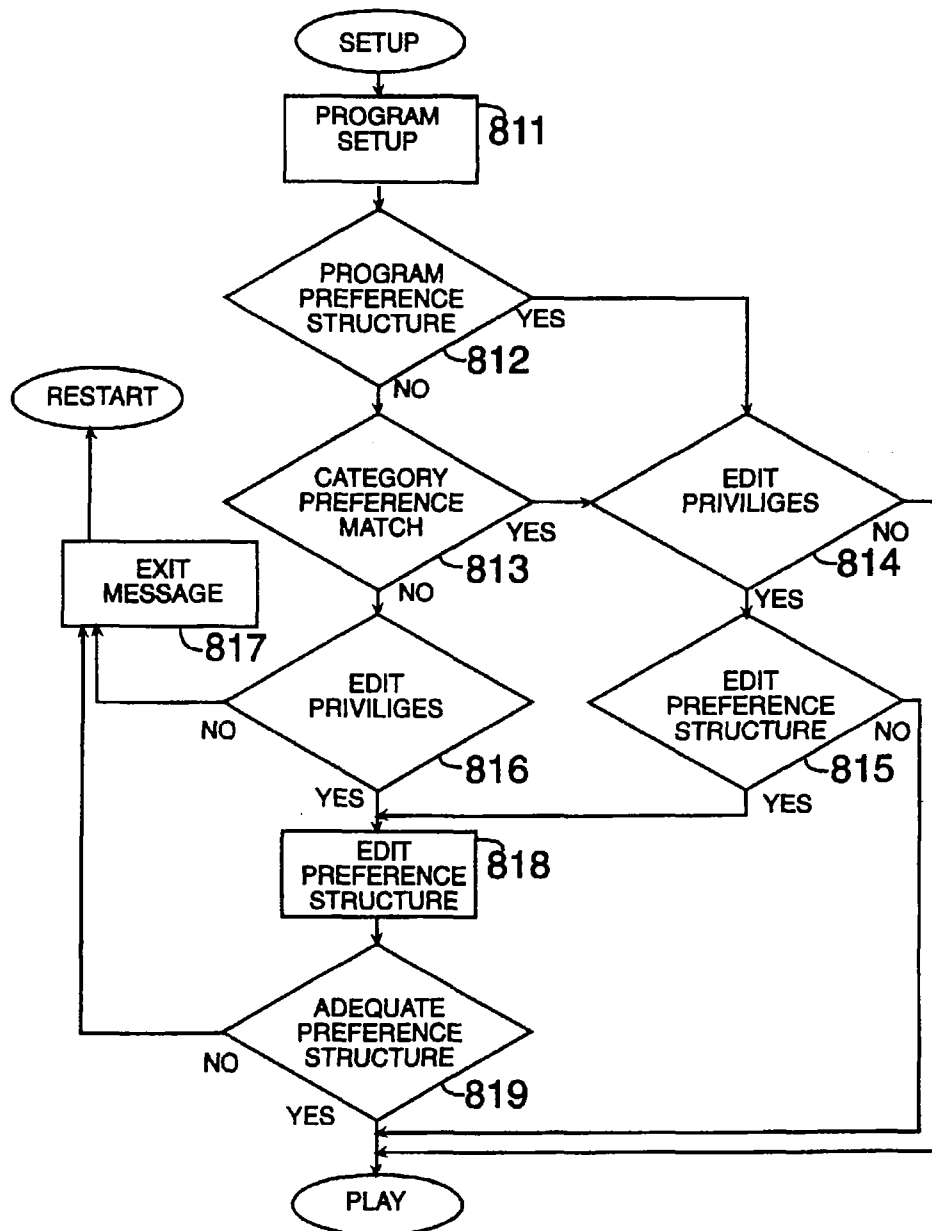 SETUP
PROGRAM
SETUP
811
PROGRAM
PREFERENCE
STRUCTURE
YES
812
NO
RESTART
CATEGORY
PREFERENCE
MATCH
YES
813
NO
EDIT
PRIVILIGES
NO
814
YES
EXIT
MESSAGE
817
EDIT
PRIVILIGES
NO
816
YES
EDIT
PREFERENCE
STRUCTURE
NO
815
YES
EDIT
PREFERENCE
STRUCTURE
818
ADEQUATE
PREFERENCE
STRUCTURE
NO
819
YES
PLAY